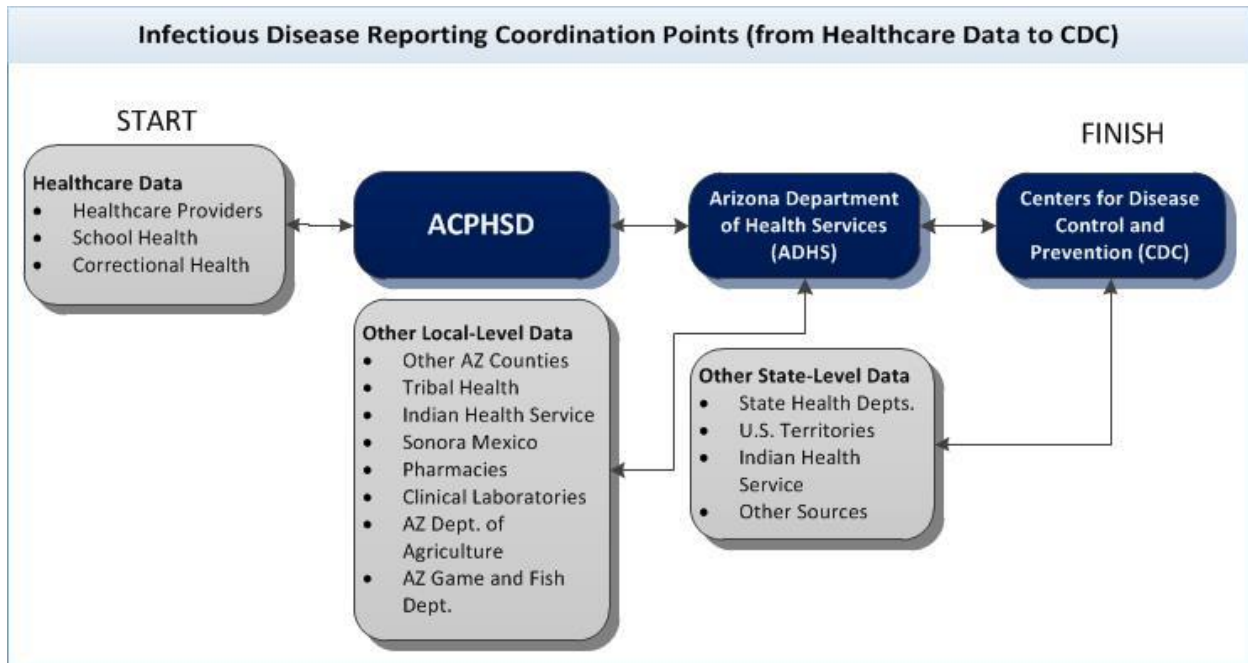 Infectious Disease Reporting Coordination Points (from Healthcare Data to CDC)
START
Healthcare Data
• Healthcare Providers
• School Health
• Correctional Health
ACPHSD
Arizona Department
of Health Services
(ADHS)
FINISH
Centers for Disease
Control and
Prevention (CDC)
Other Local-Level Data
• Other AZ Counties
• Tribal Health
• Indian Health Service
• Sonora Mexico
• Pharmacies
• Clinical Laboratories
• AZ Dept. of
Agriculture
• AZ Game and Fish
Dept.
Other State-Level Data
• State Health Depts.
• U.S. Territories
• Indian Health
Service
• Other Sources